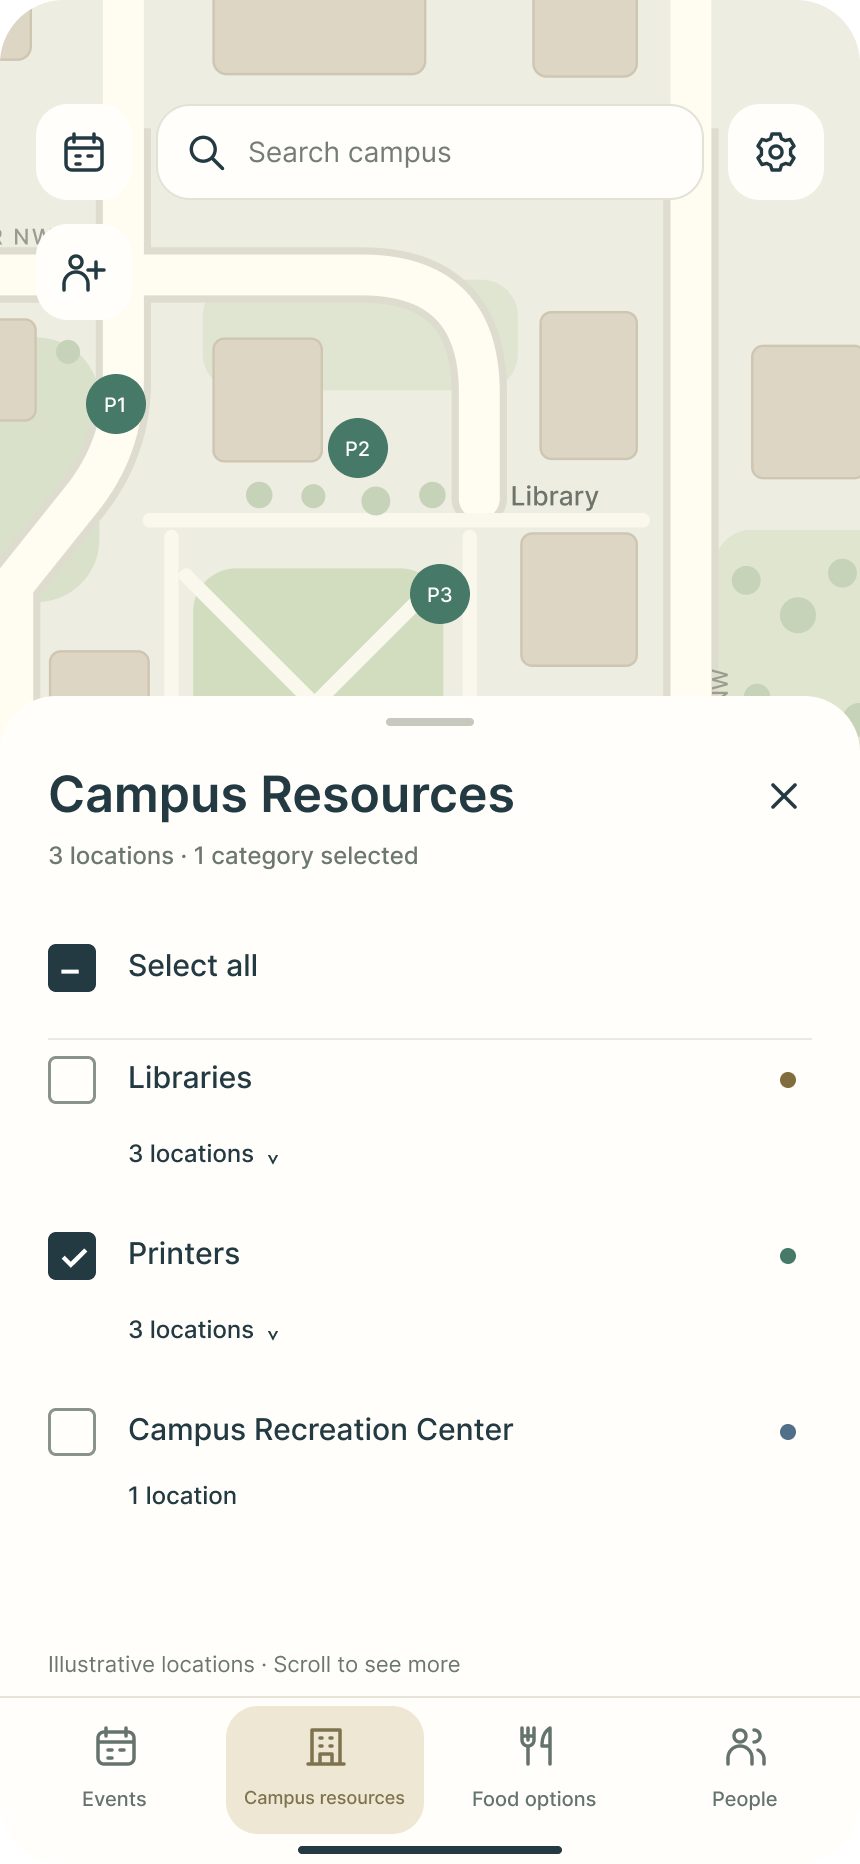 Search campus
R NW
P1
P2
Library
P3
NW
Campus Resources
3 locations · 1 category selected
Select all
Libraries
3 locations
Printers
3 locations
Campus Recreation Center
1 location
Illustrative locations · Scroll to see more
Events
Campus resources
Food options
People